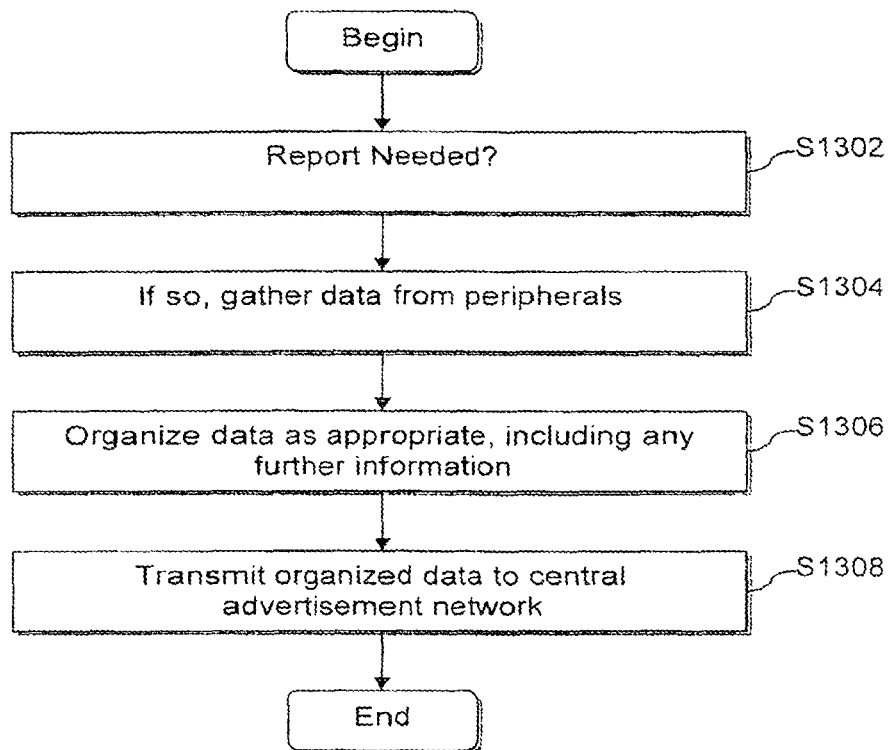 Begin
Report Needed?
S1302
If so, gather data from peripherals
S1304
Organize data as appropriate, including any
further information
S1306
Transmit organized data to central
advertisement network
S1308
End